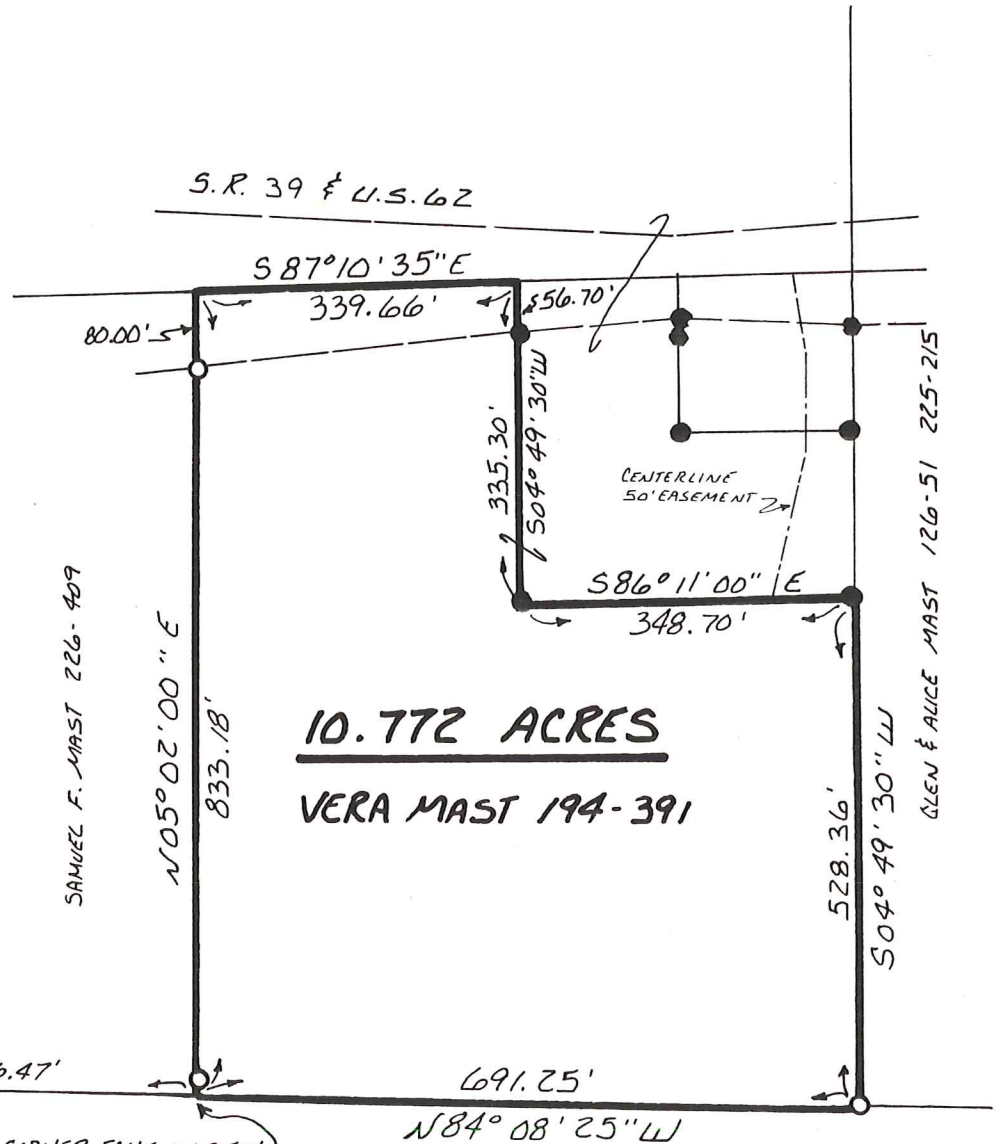 S.R. 39 & U.S. 62
S 87° 10' 35" E
339.66'
56.70'
80.00'
335.30'
S04° 49' 30" W
CENTERLINE
50' EASEMENT
S86° 11' 00" E
348.70'
SAMUEL F. MAST 226-409
N05° 02' 00" E
833.18'
10.772 ACRES
VERA MAST 194-391
528.36'
S04° 49' 30" W
GLEN & ALICE MAST 126-51 225-215
.47'
691.25'
N84° 08' 25" W